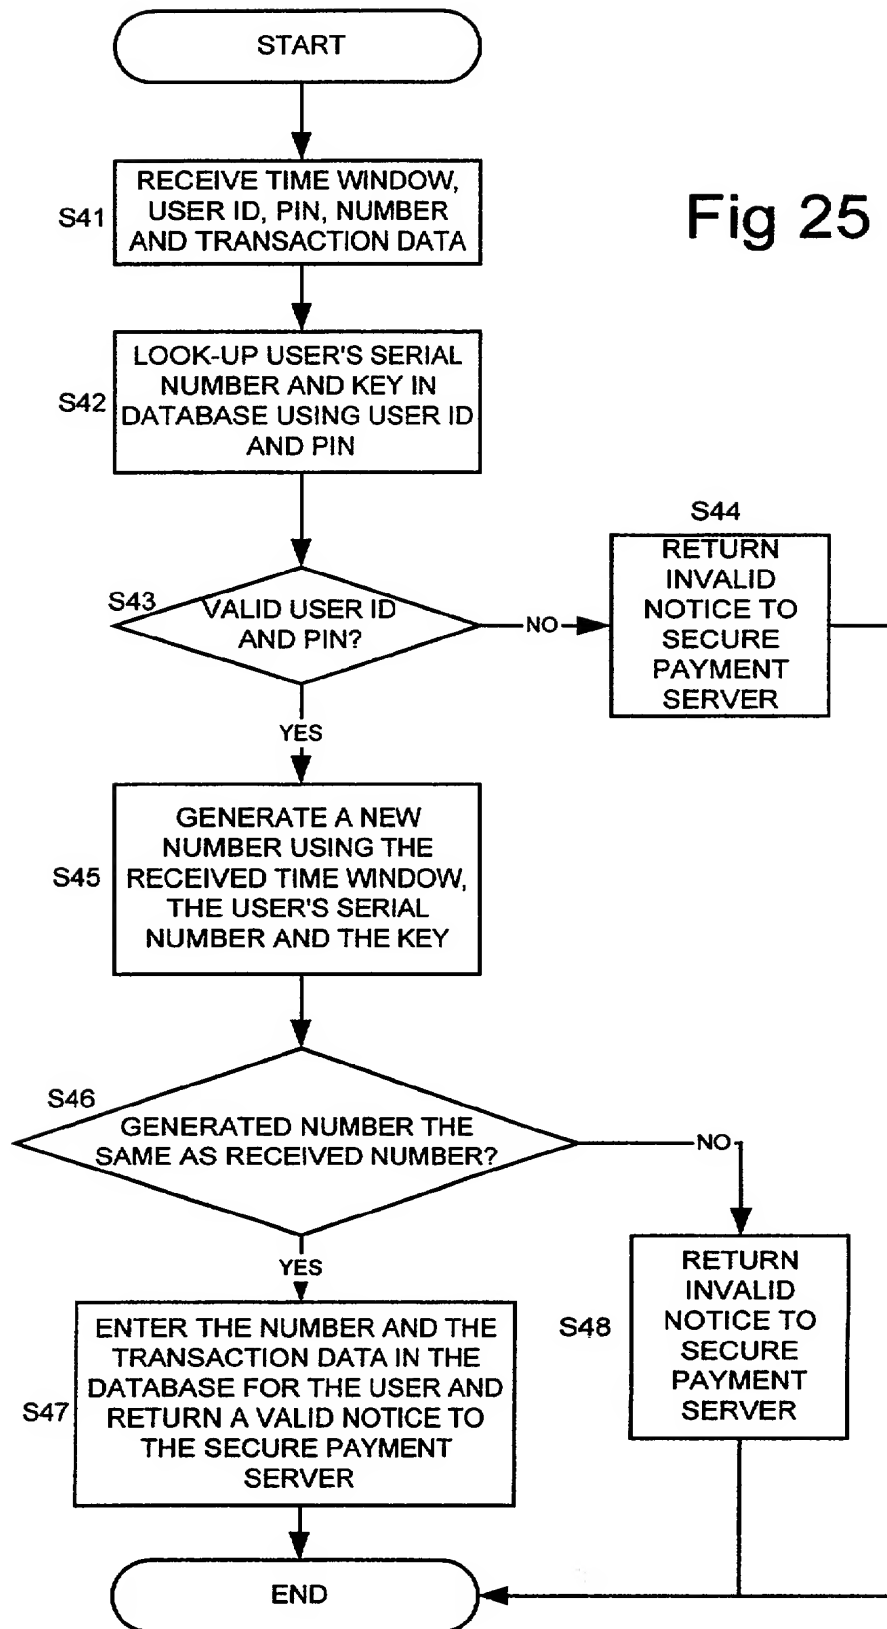 START
Fig 25
S41
RECEIVE TIME WINDOW,
USER ID, PIN, NUMBER
AND TRANSACTION DATA
S42
LOOK-UP USER'S SERIAL
NUMBER AND KEY IN
DATABASE USING USER ID
AND PIN
S43
VALID USER ID
AND PIN?
NO
S44
RETURN
INVALID
NOTICE TO
SECURE
PAYMENT
SERVER
YES
S45
GENERATE A NEW
NUMBER USING THE
RECEIVED TIME WINDOW,
THE USER'S SERIAL
NUMBER AND THE KEY
S46
GENERATED NUMBER THE
SAME AS RECEIVED NUMBER?
NO
YES
S47
ENTER THE NUMBER AND THE
TRANSACTION DATA IN THE
DATABASE FOR THE USER AND
RETURN A VALID NOTICE TO
THE SECURE PAYMENT
SERVER
S48
RETURN
INVALID
NOTICE TO
SECURE
PAYMENT
SERVER
END